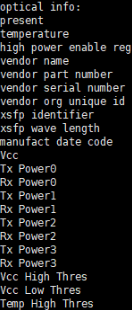 optical info:
present
temperature
high power enable reg
vendor name
vendor part number
vendor serial number
vendor org unique id
xsfp identifier
xsfp wave length
manufact date code
Vcc
Tx Power0
Rx Power0
Tx Power1
Rx Power1
Tx Power2
Rx Power2
Tx Power3
Rx Power3
Vcc High Thres
Vcc Low Thres
Temp High Thres